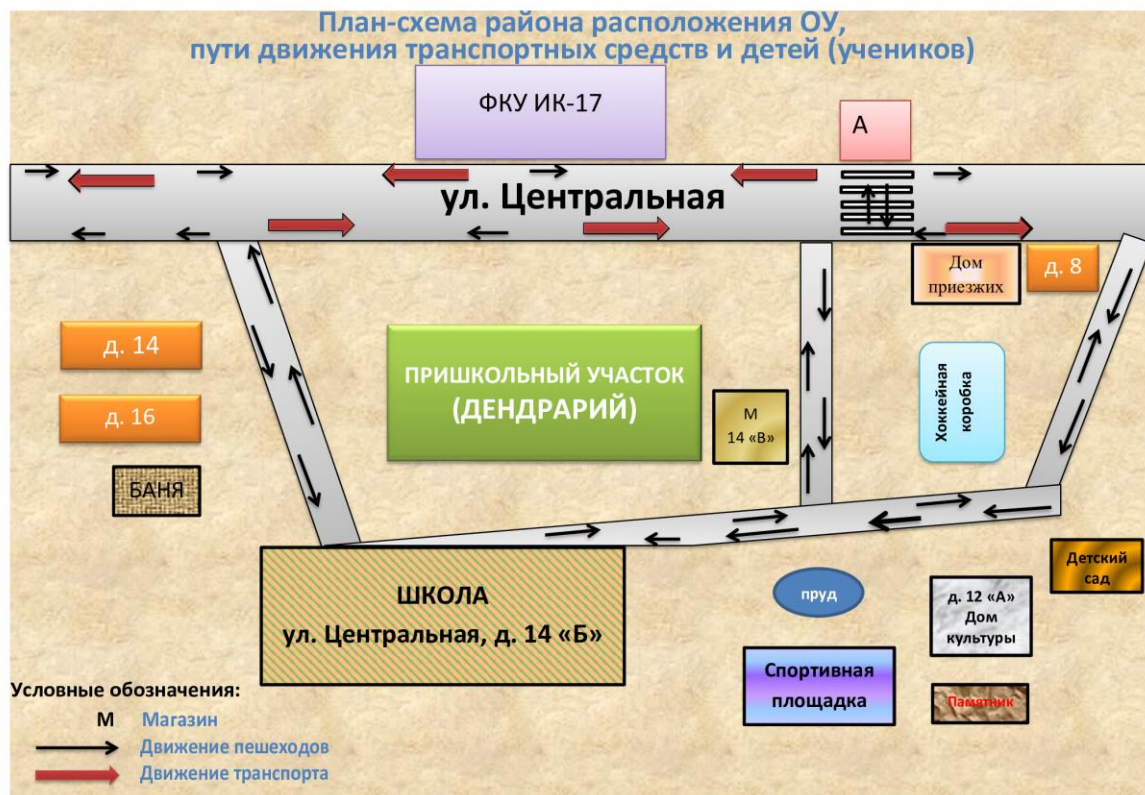 План-схема района расположения ОУ,
пути движения транспортных средств и детей (учеников)
ФКУ ИК-17
А
ул. Центральная
Дом
приезжих
д. 8
д. 14
ПРИШКОЛЬНЫЙ УЧАСТОК
(ДЕНДРАРИЙ)
Хоккейная
коробка
д. 16
М
14 «В»
БАНЯ
ШКОЛА
ул. Центральная, д. 14 «Б»
пруд
Детский
сад
д. 12 «А»
Дом
культуры
Спортивная
площадка
Памятник
Условные обозначения:
М Магазин
Движение пешеходов
Движение транспорта